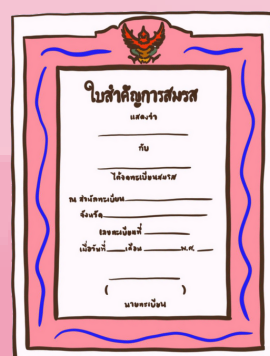 ใบสำคัญการสมรส
แสดงว่า
กับ
ได้จดทะเบียนสมรส
ณ สำนักทะเบียน
จังหวัด
เลขทะเบียนที่
เมื่อวันที่ เดือน พ.ศ.
( )
นายทะเบียน